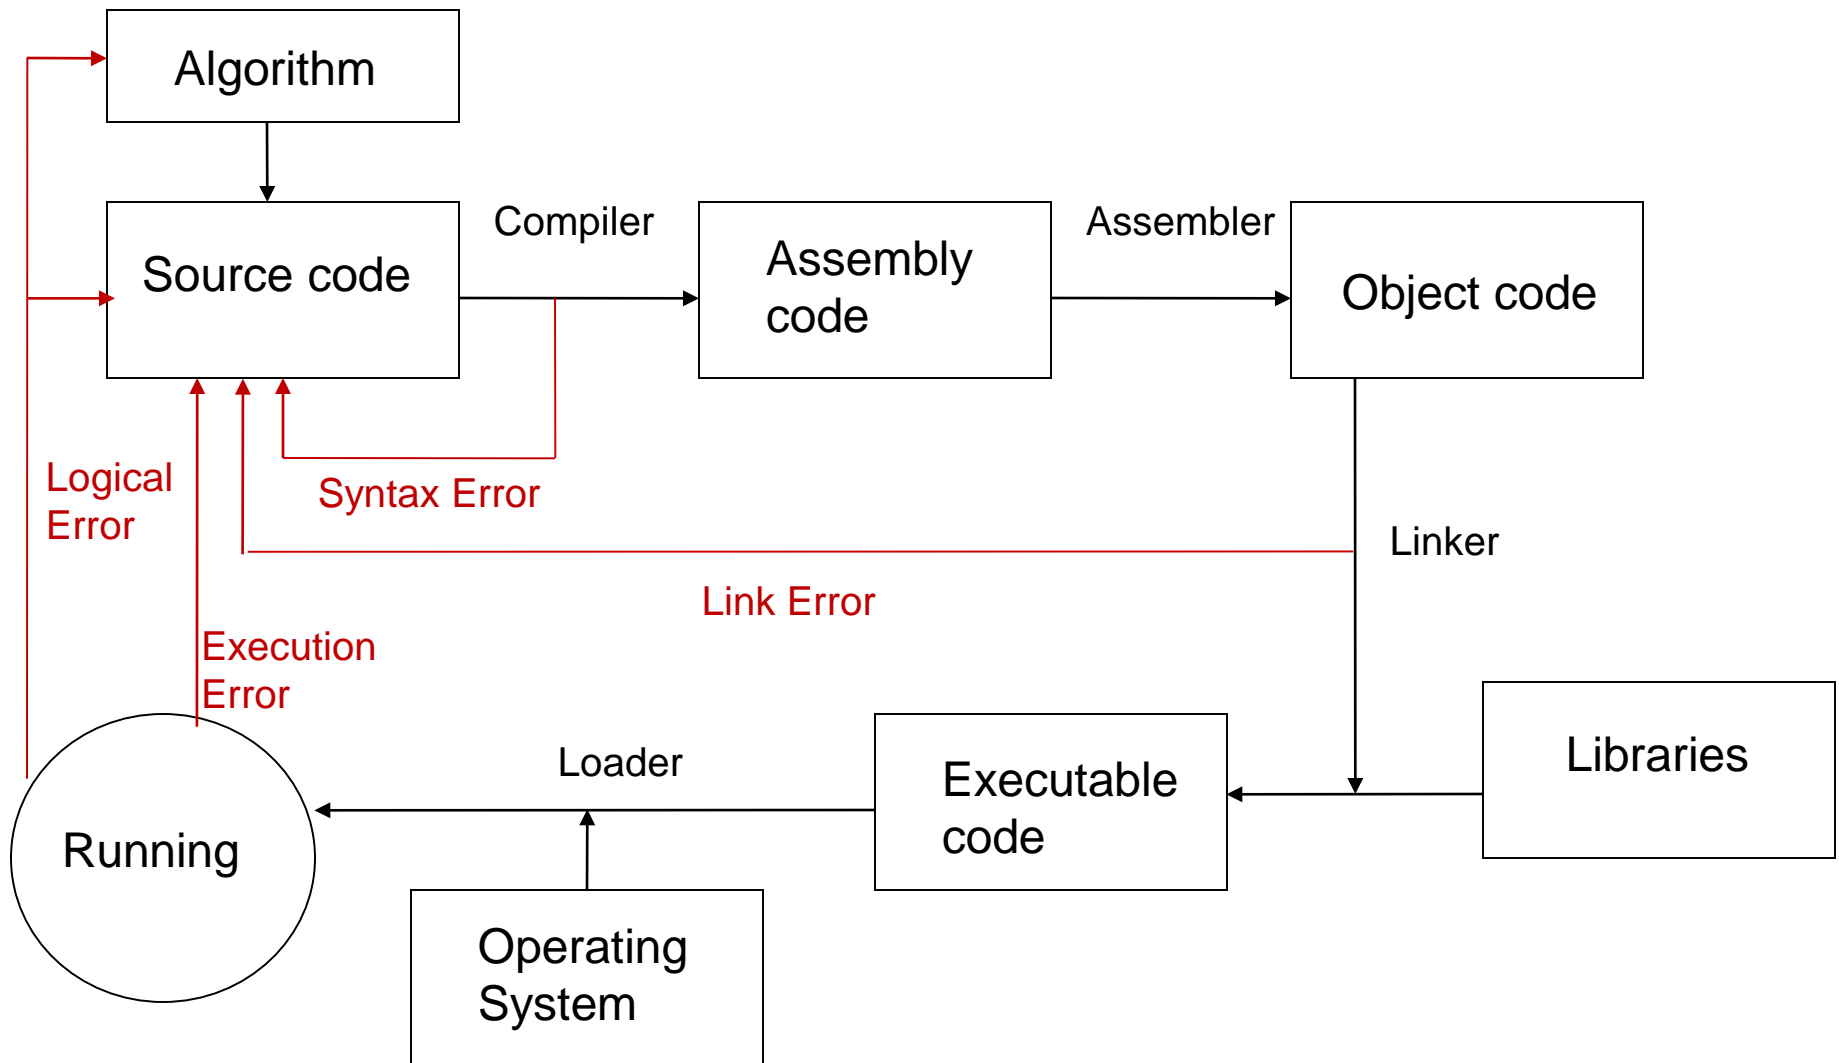 Algorithm
Source code
Compiler
Assembly
code
Assembler
Object code
Logical
Error
Syntax Error
Linker
Link Error
Execution
Error
Libraries
Loader
Executable
code
Running
Operating
System